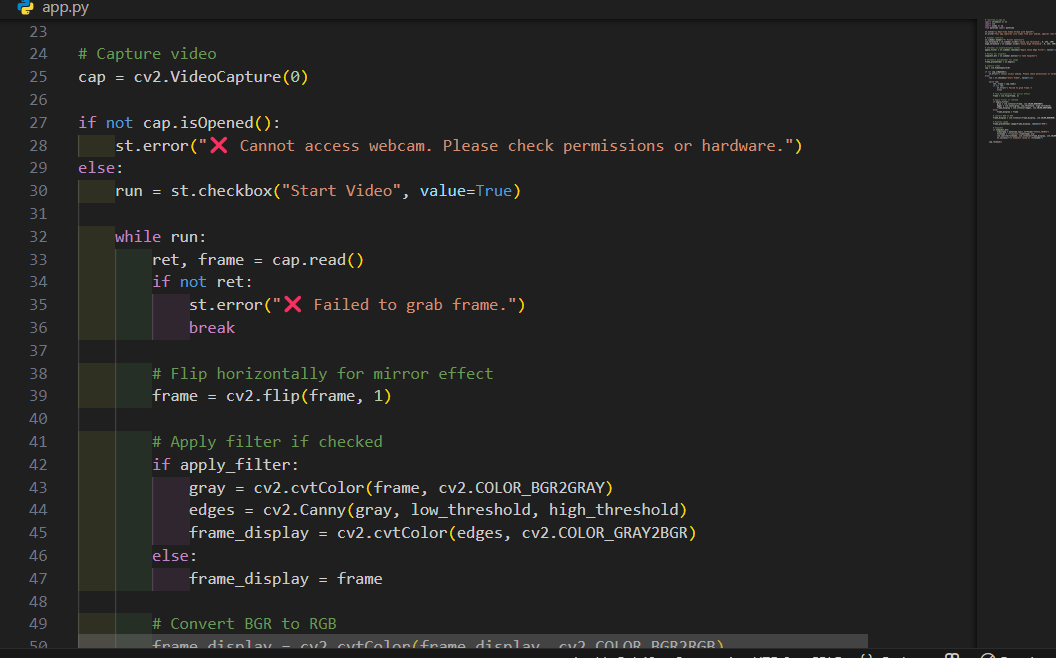 app.py
23
24 # Capture video
25 cap = cv2.VideoCapture(0)
26
27 if not cap.isOpened():
28 st.error("❌ Cannot access webcam. Please check permissions or hardware.")
29 else:
30 run = st.checkbox("Start Video", value=True)
31
32 while run:
33 ret, frame = cap.read()
34 if not ret:
35 st.error("❌ Failed to grab frame.")
36 break
37
38 # Flip horizontally for mirror effect
39 frame = cv2.flip(frame, 1)
40
41 # Apply filter if checked
42 if apply_filter:
43 gray = cv2.cvtColor(frame, cv2.COLOR_BGR2GRAY)
44 edges = cv2.Canny(gray, low_threshold, high_threshold)
45 frame_display = cv2.cvtColor(edges, cv2.COLOR_GRAY2BGR)
46 else:
47 frame_display = frame
48
49 # Convert BGR to RGB
50 frame_display = cv2.cvtColor(frame_display, cv2.COLOR_BGR2RGB)